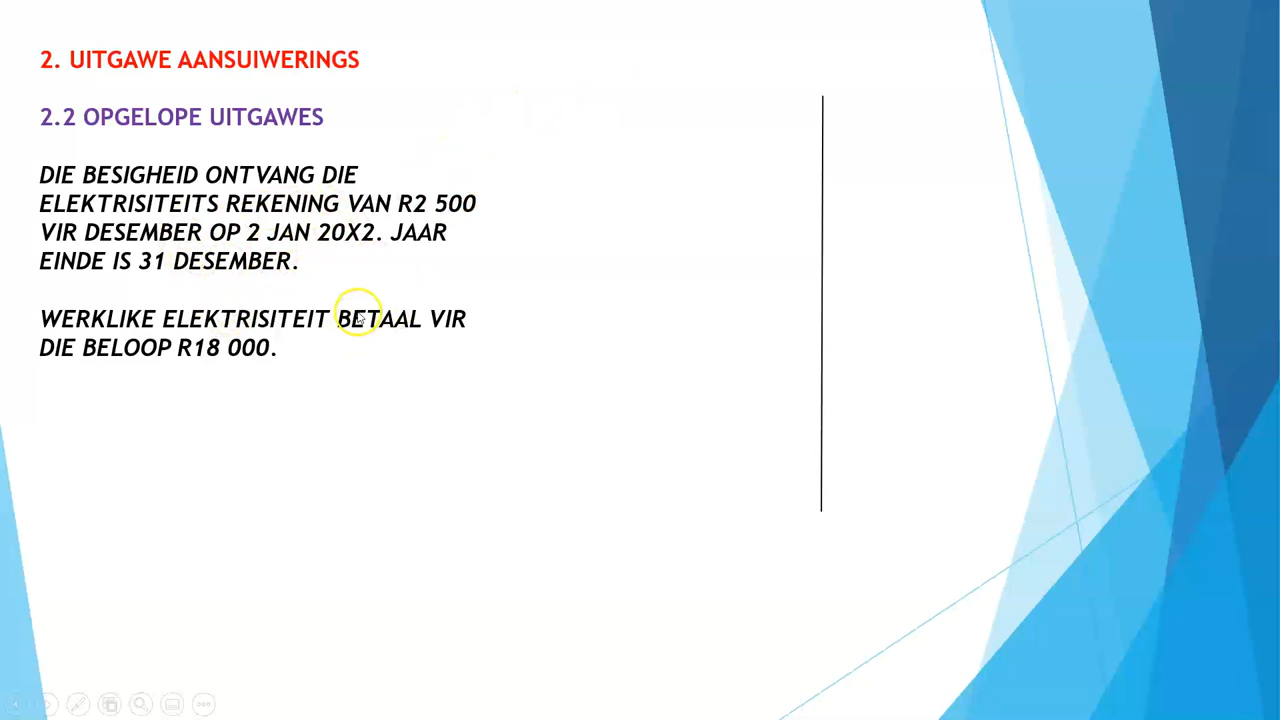 2. UITGAWE AANSUIWERINGS
2.2 OPGELOPE UITGAWES
DIE BESIGHEID ONTVANG DIE
ELEKTRISITEITS REKENING VAN R2 500
VIR DESEMBER OP 2 JAN 20X2. JAAR
EINDE IS 31 DESEMBER.
WERKLIKE ELEKTRISITEIT BETAAL VIR
DIE BELOOP R18 000.